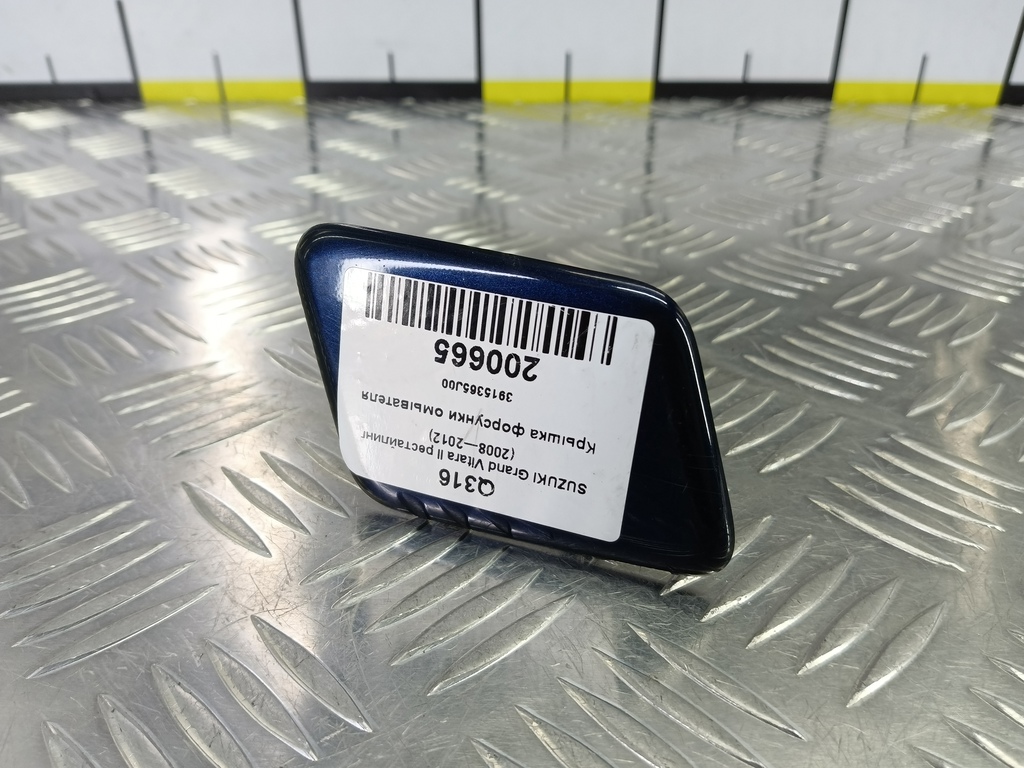 Q316
SUZUKI Grand Vitara II рестайлинг
(2008—2012)
Крышка форсунки омывателя
3915365J00
200665